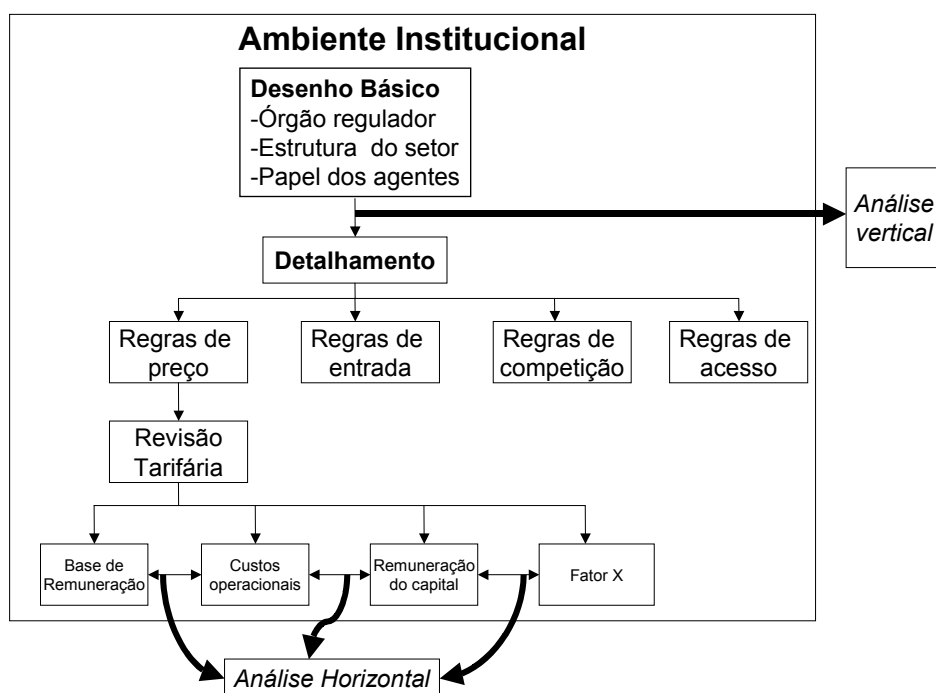 Ambiente Institucional
Desenho Básico
-Órgão regulador
-Estrutura do setor
-Papel dos agentes
Análise
vertical
Detalhamento
Regras de
preço
Regras de
entrada
Regras de
competição
Regras de
acesso
Revisão
Tarifária
Base de
Remuneração
Custos
operacionais
Remuneração
do capital
Fator X
Análise Horizontal